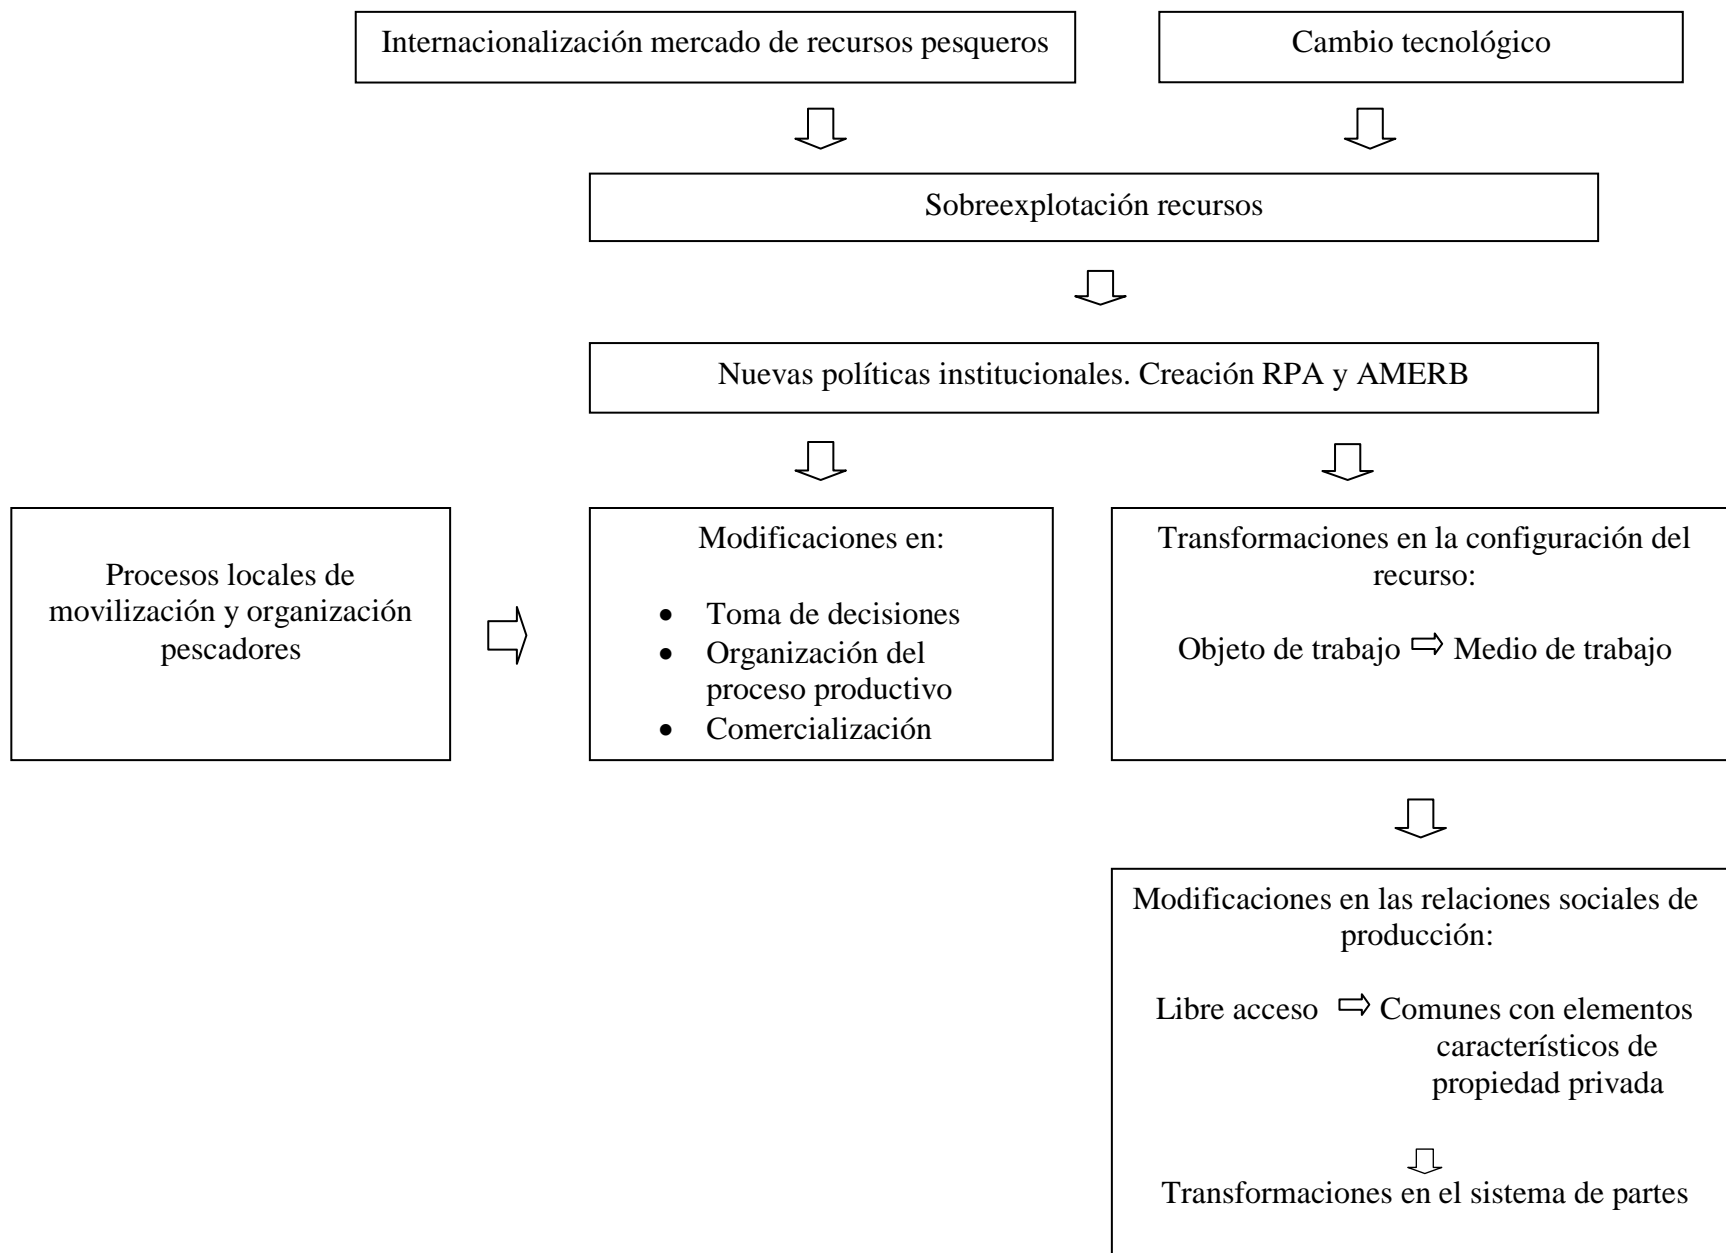 Internacionalización mercado de recursos pesqueros
Cambio tecnológico
Sobreexplotación recursos
Nuevas políticas institucionales. Creación RPA y AMERB
Procesos locales de
movilización y organización
pescadores
Modificaciones en:
• Toma de decisiones
• Organización del
proceso productivo
• Comercialización
Transformaciones en la configuración del
recurso:
Objeto de trabajo ⇨ Medio de trabajo
Modificaciones en las relaciones sociales de
producción:
Libre acceso ⇨ Comunes con elementos
característicos de
propiedad privada
Transformaciones en el sistema de partes